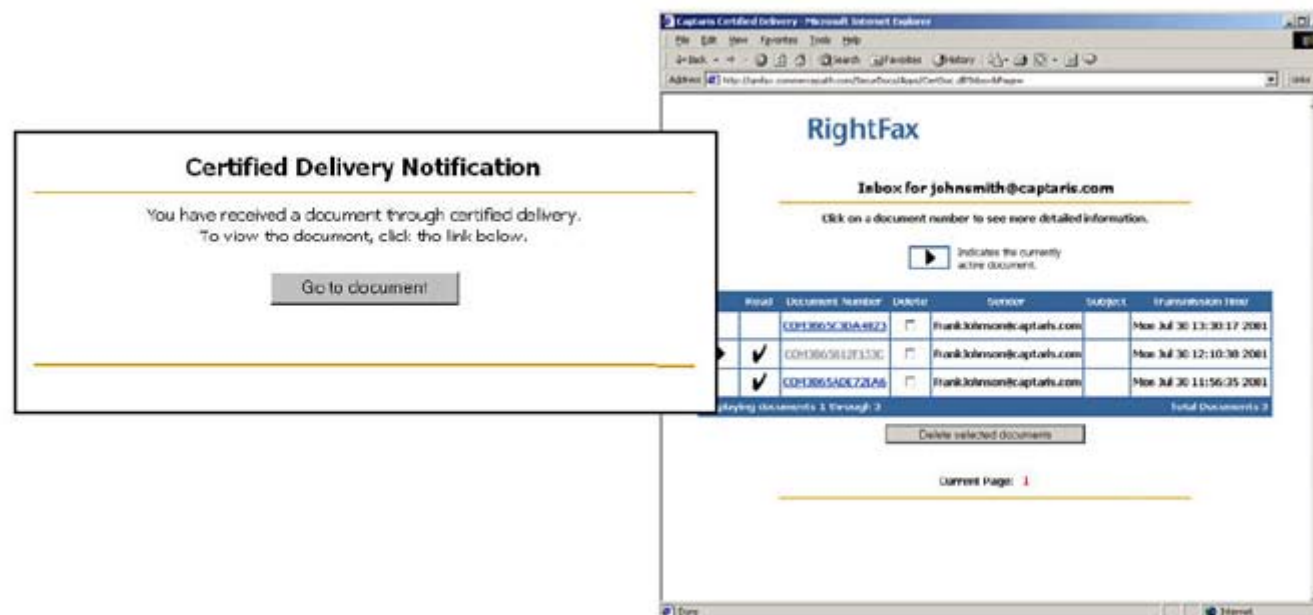 Captaris Certified Delivery - Microsoft Internet Explorer
File Edit View Favorites Tools Help
Back Search Favorites History
Address
Links
RightFax
Inbox for johnsmith@captaris.com
Click on a document number to see more detailed information.
Indicates the currently
active document.
Read Document Number Delete Sender Subject Transmission Time
FrankJohnson@captaris.com Mon Jul 30 13:30:17 2001
FrankJohnson@captaris.com Mon Jul 30 12:10:38 2001
FrankJohnson@captaris.com Mon Jul 30 11:56:35 2001
documents 1 through 3 Total Documents 3
Delete selected documents
Current Page: 1
Done Internet
Certified Delivery Notification
You have received a document through certified delivery.
To view the document, click the link below.
Go to document